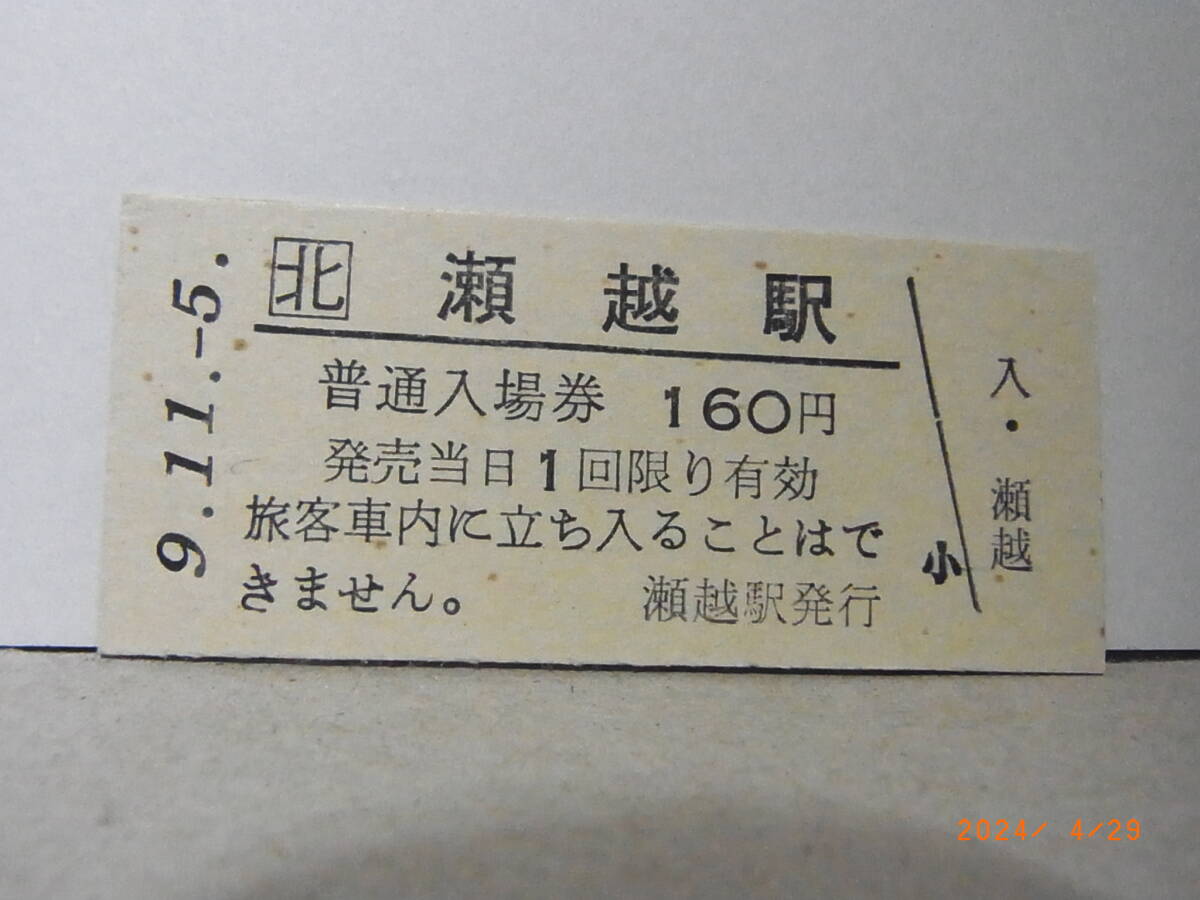 9.11.-5.
北 瀬越駅
普通入場券 160円
発売当日1回限り有効
旅客車内に立ち入ることはで
きません。 瀬越駅発行
小
入・瀬越
2024/ 4/29